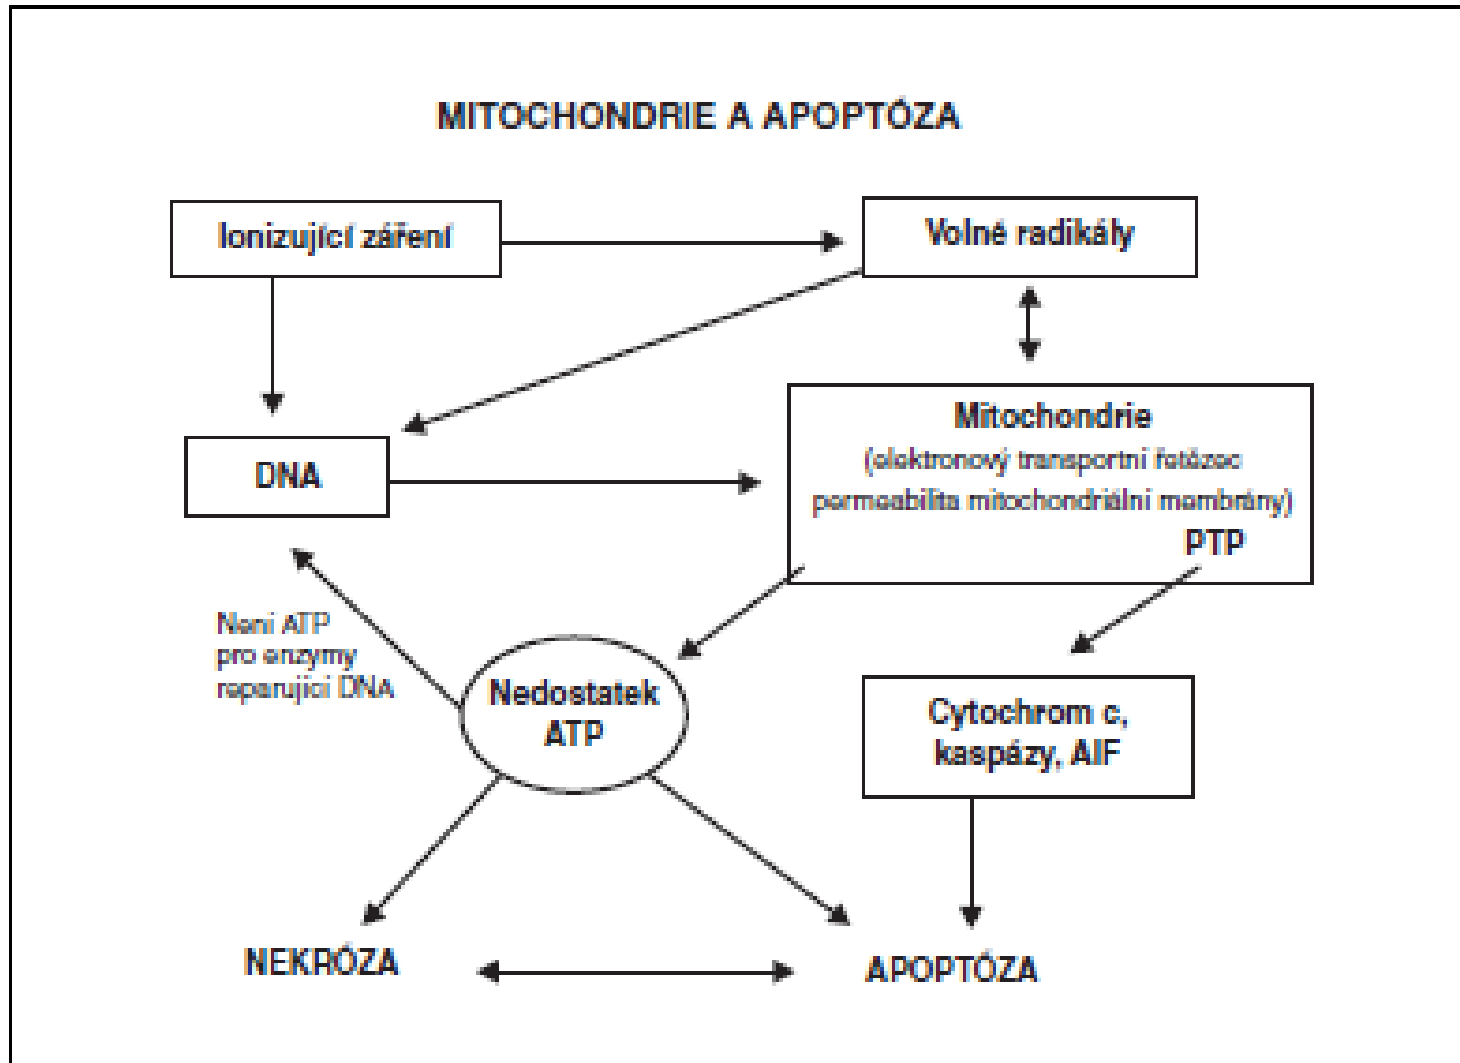 MITOCHONDRIE A APOPTÓZA
Ionizující záření
Volné radikály
Mitochondrie
(elektronový transportní řetězec
permeabilita mitochondriální membrány)
PTP
DNA
Není ATP
pro enzymy
reparující DNA
Nedostatek
ATP
Cytochrom c,
kaspázy, AIF
NEKRÓZA
APOPTÓZA